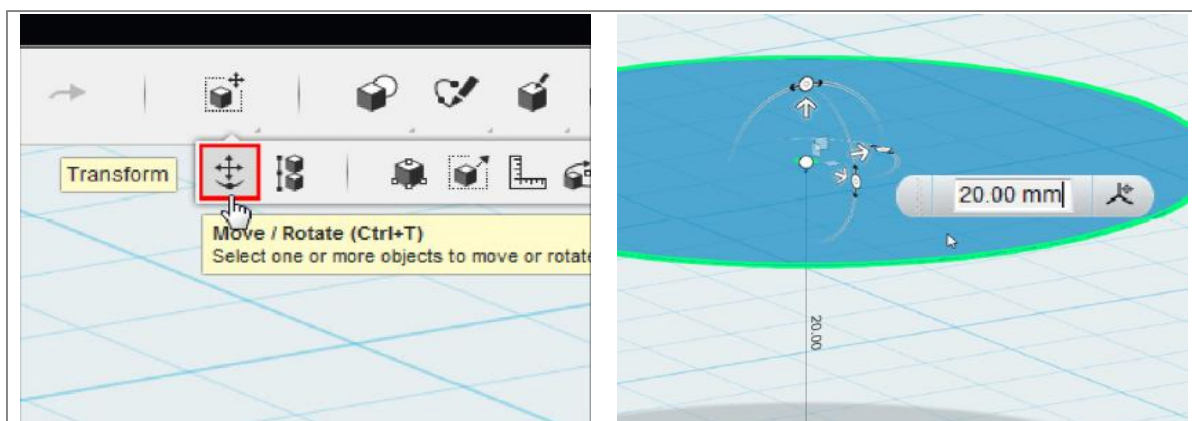 Transform
Move / Rotate (Ctrl+T)
Select one or more objects to move or rotate
20.00 mm
20.00